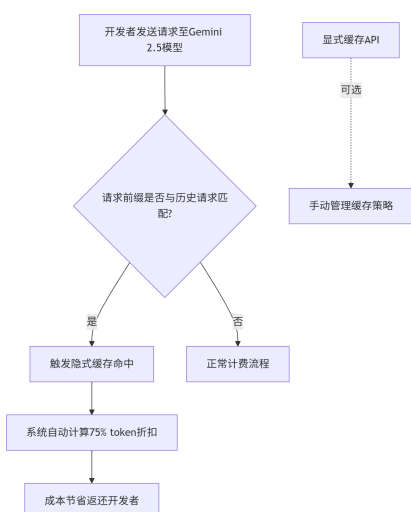 开发者发送请求至Gemini
2.5模型
显式缓存API
可选
请求前缀是否与历史请求匹
配?
手动管理缓存策略
是
否
触发隐式缓存命中
正常计费流程
系统自动计算75% token折扣
成本节省返还开发者